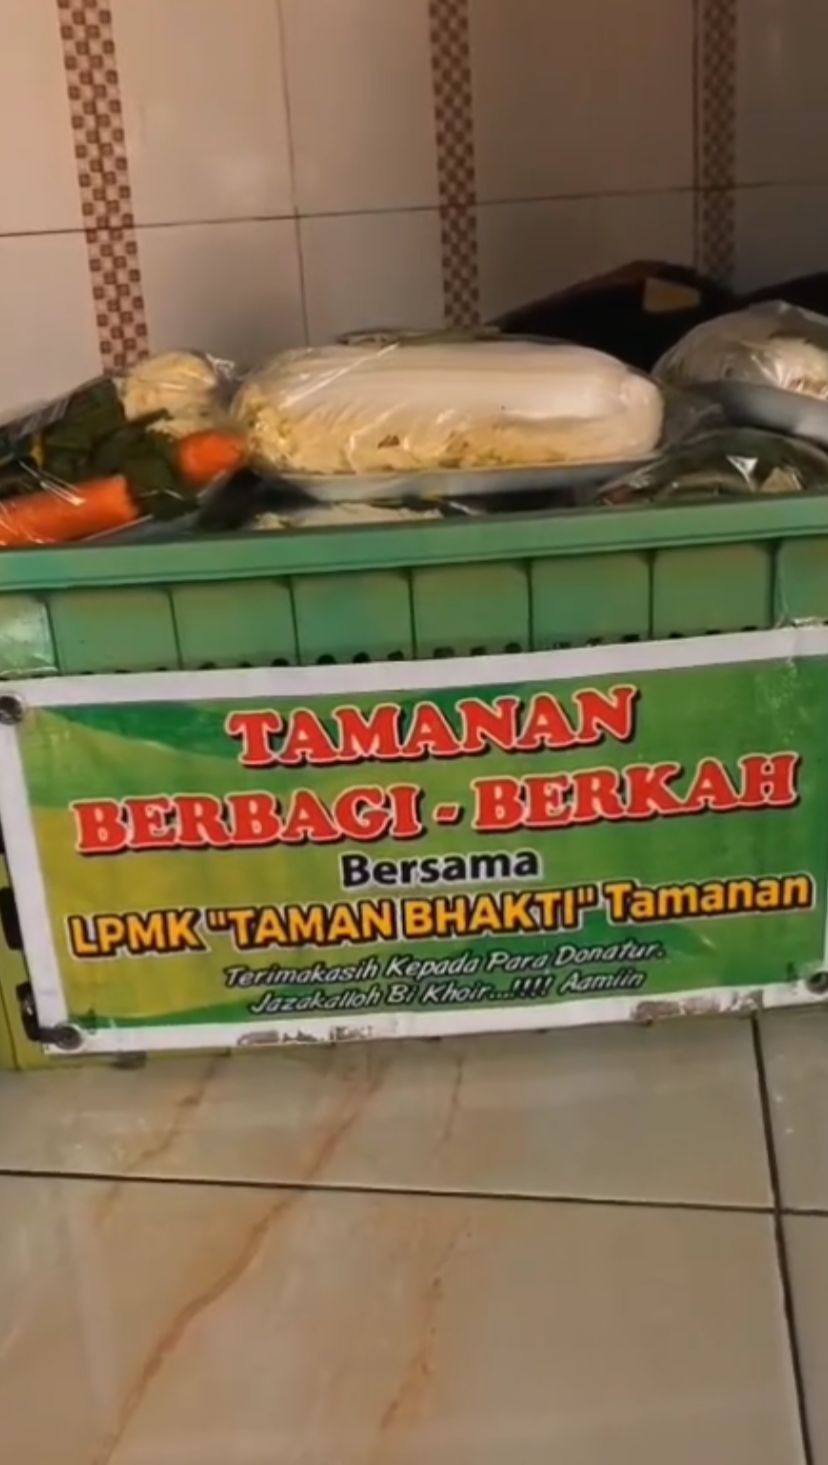 TAMANAN
BERBAGI - BERKAH
Bersama
LPMK "TAMAN BHAKTI" Tamanan
Terimakasih Kepada Para Donatur.
Jazakalloh Bi Khoir...!!!! Aamiin